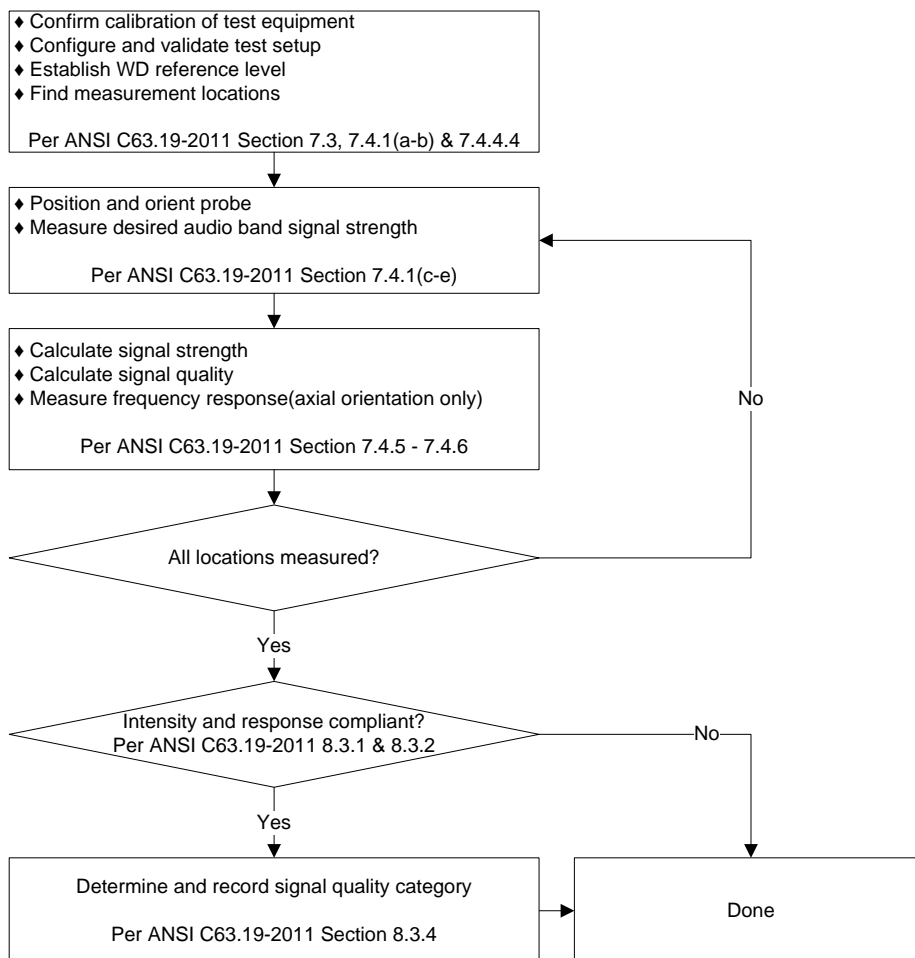 ♦ Confirm calibration of test equipment
♦ Configure and validate test setup
♦ Establish WD reference level
♦ Find measurement locations
Per ANSI C63.19-2011 Section 7.3, 7.4.1(a-b) & 7.4.4.4
♦ Position and orient probe
♦ Measure desired audio band signal strength
Per ANSI C63.19-2011 Section 7.4.1(c-e)
♦ Calculate signal strength
♦ Calculate signal quality
♦ Measure frequency response(axial orientation only)
Per ANSI C63.19-2011 Section 7.4.5 - 7.4.6
No
All locations measured?
Yes
Intensity and response compliant?
Per ANSI C63.19-2011 8.3.1 & 8.3.2
No
Yes
Determine and record signal quality category
Per ANSI C63.19-2011 Section 8.3.4
Done